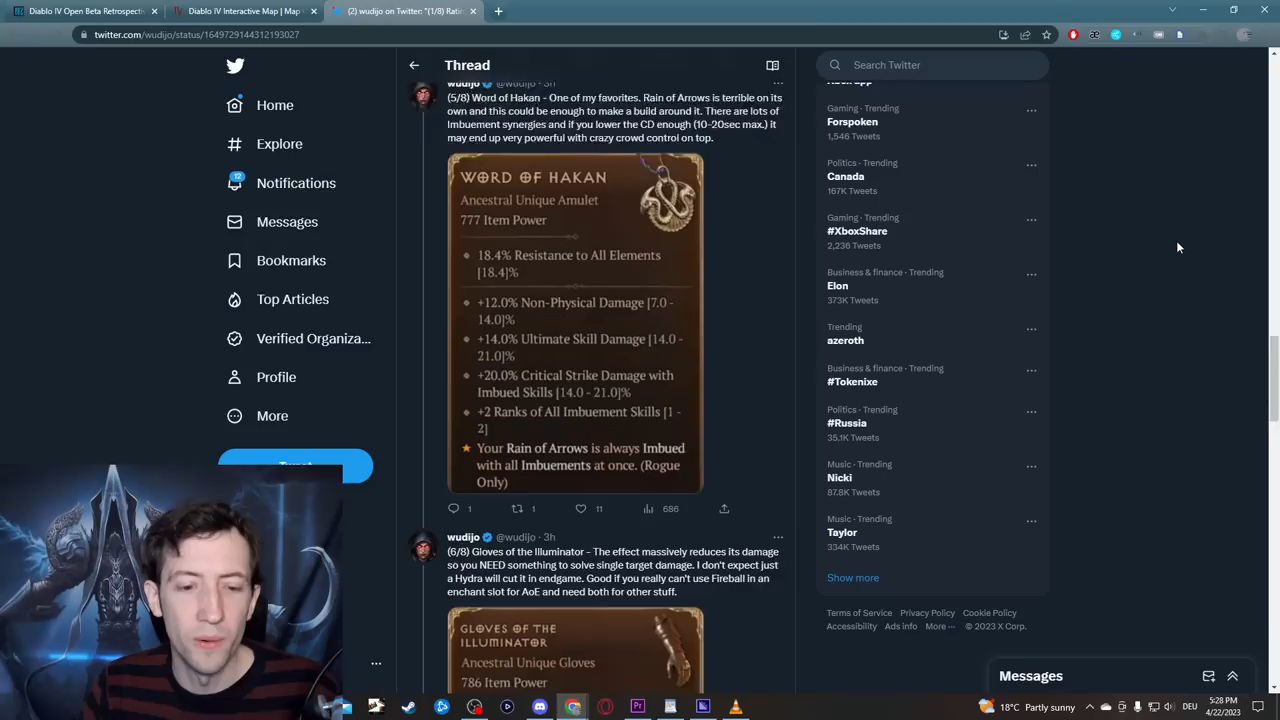 Diablo IV Open Beta Retrospecti
Diablo IV Interactive Map | Map
(2) wudijo on Twitter: "(1/8) Rati
twitter.com/wudijo/status/1649729144312193027
Home
Explore
12
Notifications
Messages
Bookmarks
Top Articles
Verified Organiza...
Profile
More
Thread
wudijo @wudijo · 3h
(5/8) Word of Hakan - One of my favorites. Rain of Arrows is terrible on its
own and this could be enough to make a build around it. There are lots of
Imbuement synergies and if you lower the CD enough (10-20sec max.) it
may end up very powerful with crazy crowd control on top.
WORD OF HAKAN
Ancestral Unique Amulet
777 Item Power
18.4% Resistance to All Elements
[18.4]%
+12.0% Non-Physical Damage [7.0 -
14.0]%
+14.0% Ultimate Skill Damage [14.0 -
21.0]%
+20.0% Critical Strike Damage with
Imbued Skills [14.0 - 21.0]%
+2 Ranks of All Imbuement Skills [1 -
2]
Your Rain of Arrows is always Imbued
with all Imbuements at once. (Rogue
Only)
1 1 11 686
wudijo @wudijo · 3h
(6/8) Gloves of the Illuminator - The effect massively reduces its damage
so you NEED something to solve single target damage. I don't expect just
a Hydra will cut it in endgame. Good if you really can't use Fireball in an
enchant slot for AoE and need both for other stuff.
GLOVES OF THE
ILLUMINATOR
Ancestral Unique Gloves
786 Item Power
Search Twitter
Gaming · Trending
Forspoken
1,546 Tweets
Politics · Trending
Canada
167K Tweets
Gaming · Trending
#XboxShare
2,236 Tweets
Business & finance · Trending
Elon
373K Tweets
Trending
azeroth
Business & finance · Trending
#Tokenixe
Politics · Trending
#Russia
35.1K Tweets
Music · Trending
Nicki
87.8K Tweets
Music · Trending
Taylor
334K Tweets
Show more
Terms of Service Privacy Policy Cookie Policy
Accessibility Ads info More ··· © 2023 X Corp.
Messages
18°C Partly sunny
DEU
5:28 PM
4/22/2023